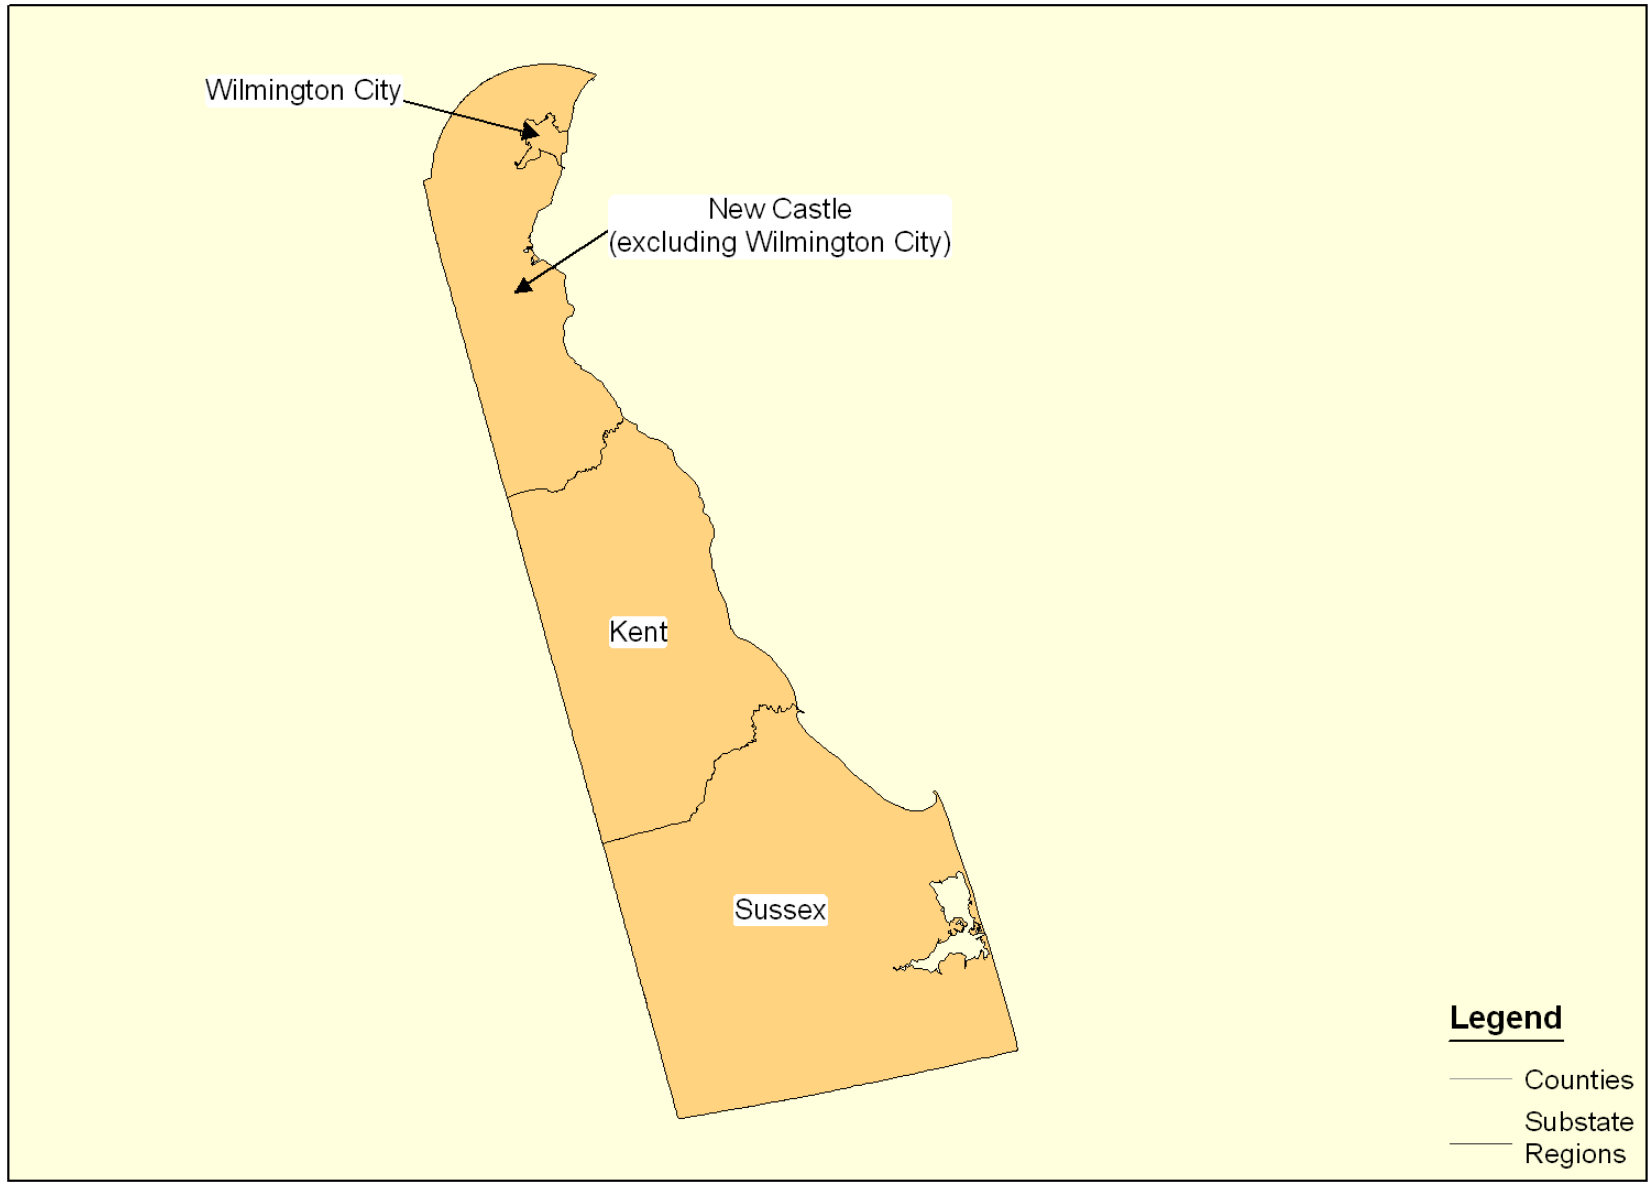 Wilmington City
New Castle
(excluding Wilmington City)
Kent
Sussex
Legend
Counties
Substate
Regions